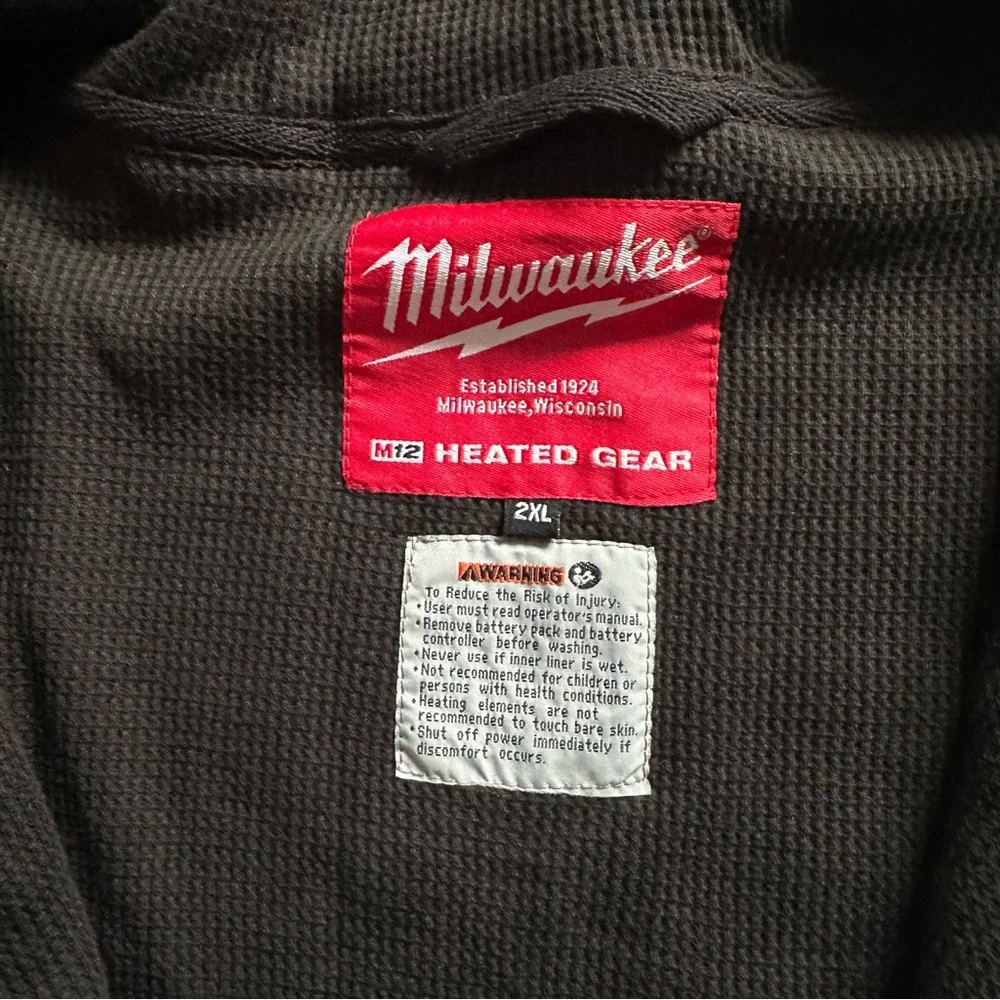 Milwaukee®
Established 1924
Milwaukee, Wisconsin
M12 HEATED GEAR
2XL
WARNING
To Reduce the Risk of Injury:
•User must read operator's manual.
•Remove battery pack and battery
controller before washing.
•Never use if inner liner is wet.
•Not recommended for children or
persons with health conditions.
•Heating elements are not
recommended to touch bare skin.
•Shut off power immediately if
discomfort occurs.